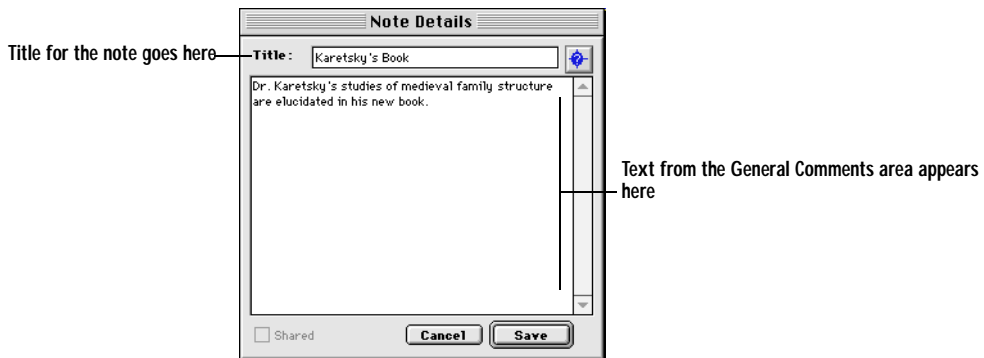 Note Details
Title for the note goes here
Title:
Karetsky's Book
Dr. Karetsky's studies of medieval family structure
are elucidated in his new book.
Text from the General Comments area appears
here
Shared
Cancel
Save